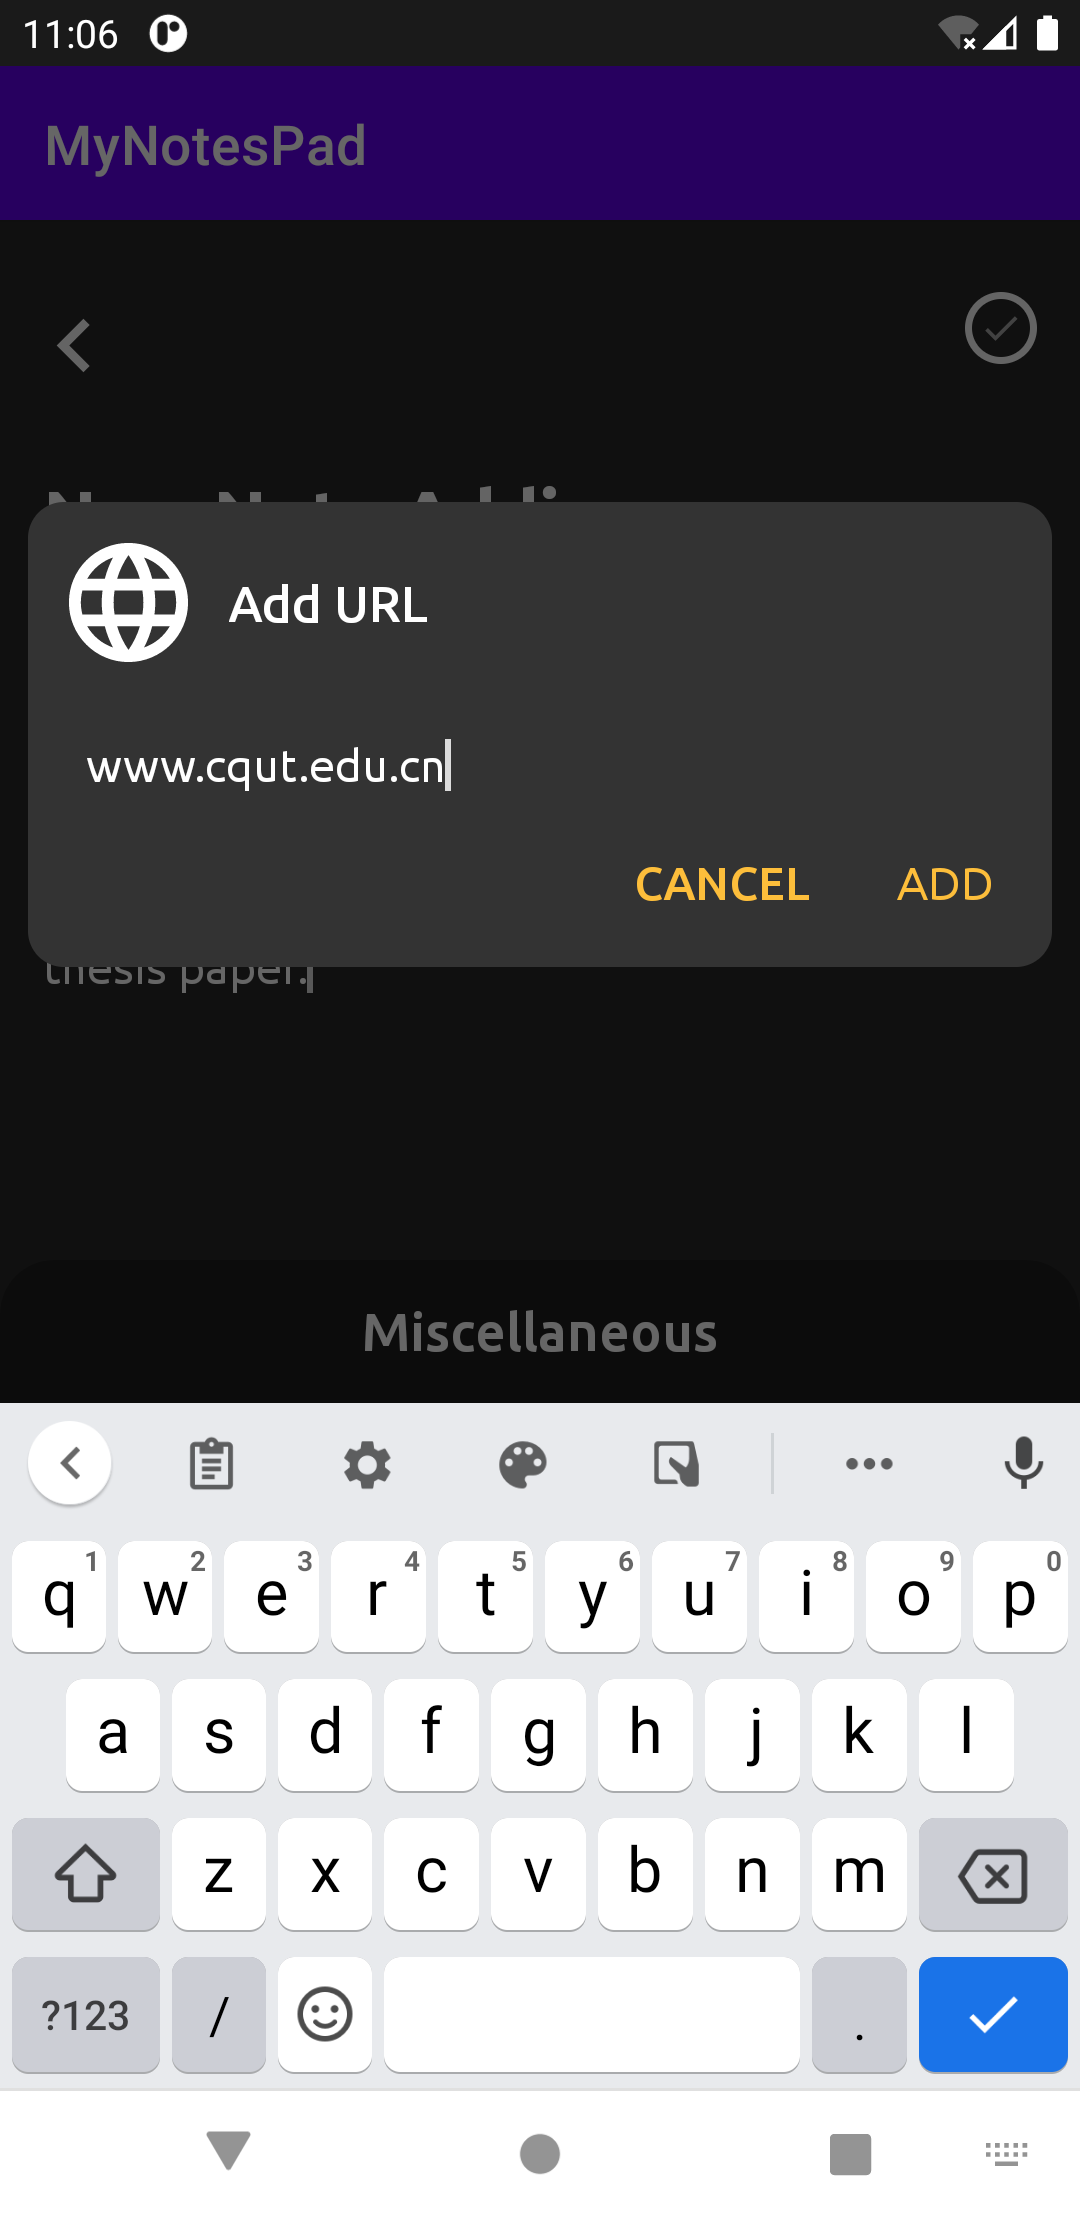 11:06
MyNotesPad
Add URL
www.cqut.edu.cn
CANCEL ADD
thesis paper.
Miscellaneous
1 2 3 4 5 6 7 8 9 0
q w e r t y u i o p
a s d f g h j k l
z x c v b n m
?123 / .